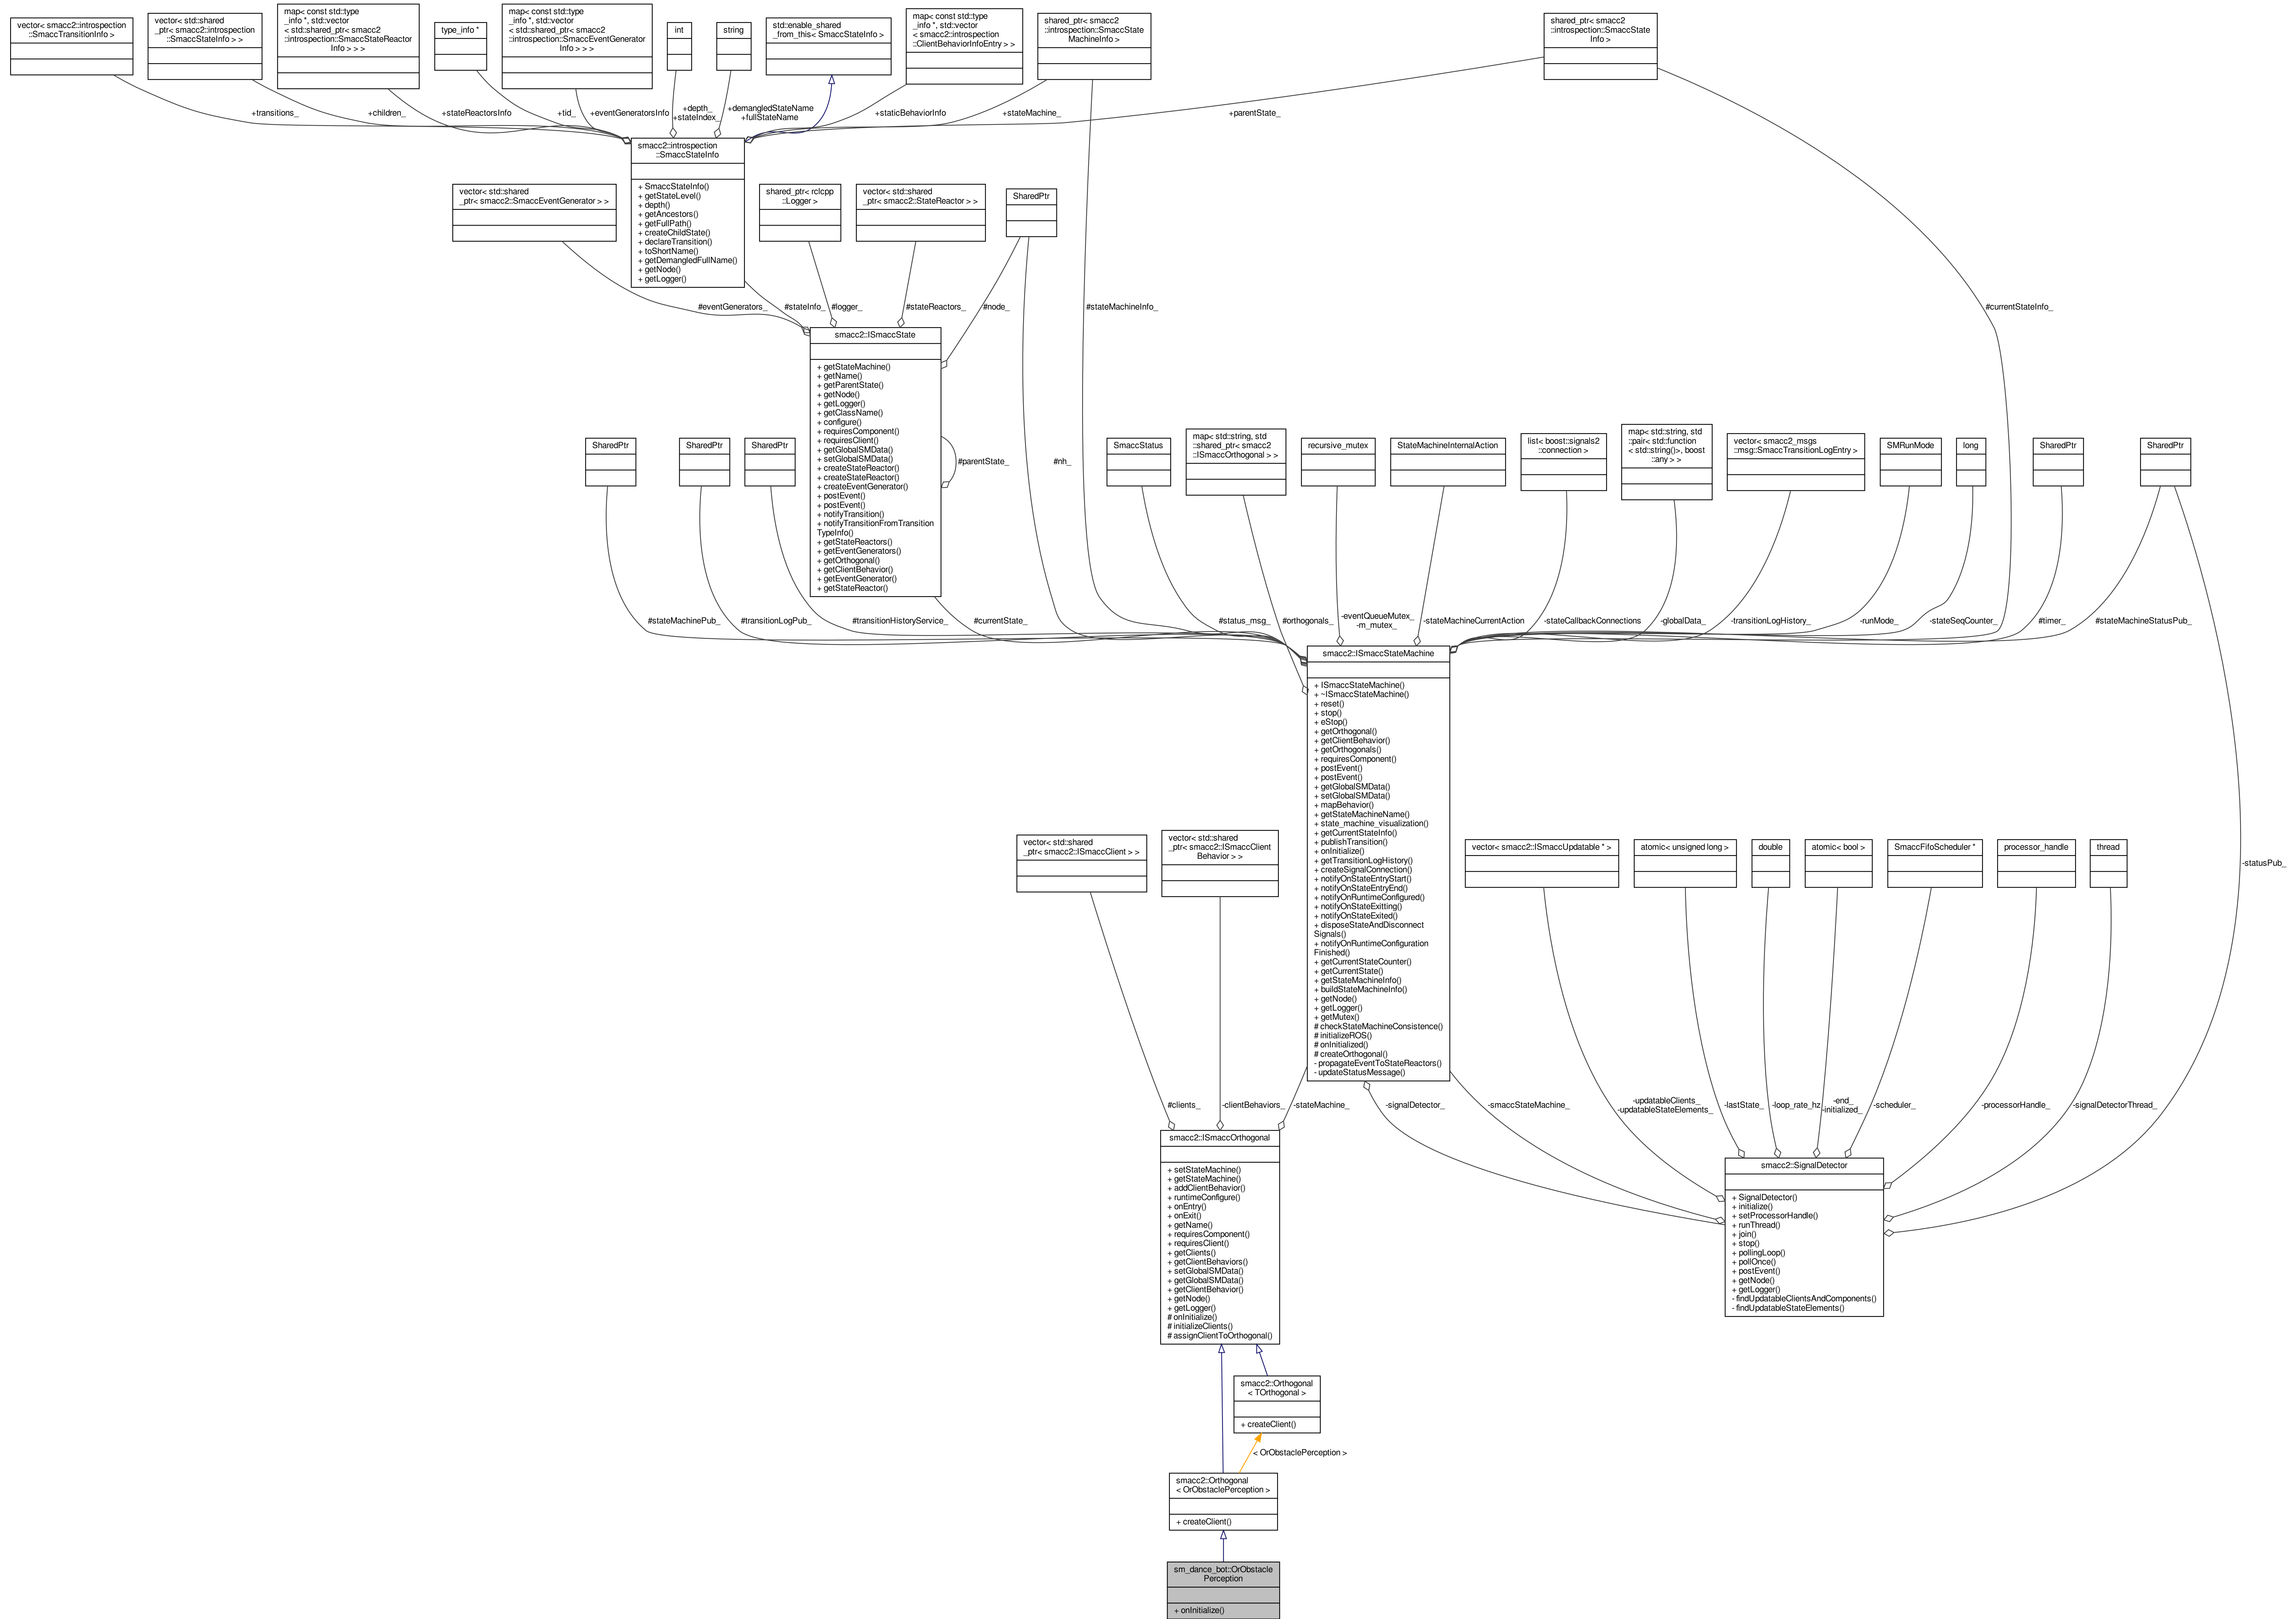 vector< smacc2::introspection
::SmaccTransitionInfo >
vector< std::shared
_ptr< smacc2::introspection
::SmaccStateInfo > >
map< const std::type
_info *, std::vector
< std::shared_ptr< smacc2
::introspection::SmaccStateReactor
Info > > >
type_info *
map< const std::type
_info *, std::vector
< std::shared_ptr< smacc2
::introspection::SmaccEventGenerator
Info > > >
int
string
std::enable_shared
_from_this< SmaccStateInfo >
map< const std::type
_info *, std::vector
< smacc2::introspection
::ClientBehaviorInfoEntry > >
shared_ptr< smacc2
::introspection::SmaccState
MachineInfo >
shared_ptr< smacc2
::introspection::SmaccState
Info >
+transitions_
+children_
+stateReactorsInfo
+tid_
+eventGeneratorsInfo
+depth_
+stateIndex_
+demangledStateName
+fullStateName
+staticBehaviorInfo
+stateMachine_
+parentState_
smacc2::introspection
::SmaccStateInfo
+ SmaccStateInfo()
+ getStateLevel()
+ depth()
+ getAncestors()
+ getFullPath()
+ createChildState()
+ declareTransition()
+ toShortName()
+ getDemangledFullName()
+ getNode()
+ getLogger()
vector< std::shared
_ptr< smacc2::SmaccEventGenerator > >
shared_ptr< rclcpp
::Logger >
vector< std::shared
_ptr< smacc2::StateReactor > >
SharedPtr
#eventGenerators_
#stateInfo_
#logger_
#stateReactors_
#node_
#stateMachineInfo_
#currentStateInfo_
smacc2::ISmaccState
+ getStateMachine()
+ getName()
+ getParentState()
+ getNode()
+ getLogger()
+ getClassName()
+ configure()
+ requiresComponent()
+ requiresClient()
+ getGlobalSMData()
+ setGlobalSMData()
+ createStateReactor()
+ createStateReactor()
+ createEventGenerator()
+ postEvent()
+ postEvent()
+ notifyTransition()
+ notifyTransitionFromTransition
TypeInfo()
+ getStateReactors()
+ getEventGenerators()
+ getOrthogonal()
+ getClientBehavior()
+ getEventGenerator()
+ getStateReactor()
#parentState_
#nh_
SharedPtr
SharedPtr
SharedPtr
SmaccStatus
map< std::string, std
::shared_ptr< smacc2
::ISmaccOrthogonal > >
recursive_mutex
StateMachineInternalAction
list< boost::signals2
::connection >
map< std::string, std
::pair< std::function
< std::string()>, boost
::any > >
vector< smacc2_msgs
::msg::SmaccTransitionLogEntry >
SMRunMode
long
SharedPtr
SharedPtr
#stateMachinePub_
#transitionLogPub_
#transitionHistoryService_
#currentState_
#status_msg_
#orthogonals_
-eventQueueMutex_
-m_mutex_
-stateMachineCurrentAction
-stateCallbackConnections
-globalData_
-transitionLogHistory_
-runMode_
-stateSeqCounter_
#timer_
#stateMachineStatusPub_
smacc2::ISmaccStateMachine
+ ISmaccStateMachine()
+ ~ISmaccStateMachine()
+ reset()
+ stop()
+ eStop()
+ getOrthogonal()
+ getClientBehavior()
+ getOrthogonals()
+ requiresComponent()
+ postEvent()
+ postEvent()
+ getGlobalSMData()
+ setGlobalSMData()
+ mapBehavior()
+ getStateMachineName()
+ state_machine_visualization()
+ getCurrentStateInfo()
+ publishTransition()
+ onInitialize()
+ getTransitionLogHistory()
+ createSignalConnection()
+ notifyOnStateEntryStart()
+ notifyOnStateEntryEnd()
+ notifyOnRuntimeConfigured()
+ notifyOnStateExitting()
+ notifyOnStateExited()
+ disposeStateAndDisconnect
Signals()
+ notifyOnRuntimeConfiguration
Finished()
+ getCurrentStateCounter()
+ getCurrentState()
+ getStateMachineInfo()
+ buildStateMachineInfo()
+ getNode()
+ getLogger()
+ getMutex()
# checkStateMachineConsistence()
# initializeROS()
# onInitialized()
# createOrthogonal()
- propagateEventToStateReactors()
- updateStatusMessage()
vector< std::shared
_ptr< smacc2::ISmaccClient > >
vector< std::shared
_ptr< smacc2::ISmaccClient
Behavior > >
vector< smacc2::ISmaccUpdatable * >
atomic< unsigned long >
double
atomic< bool >
SmaccFifoScheduler *
processor_handle
thread
-statusPub_
#clients_
-clientBehaviors_
-stateMachine_
-signalDetector_
-smaccStateMachine_
-updatableClients_
-updatableStateElements_
-lastState_
-loop_rate_hz
-end_
-initialized_
-scheduler_
-processorHandle_
-signalDetectorThread_
smacc2::ISmaccOrthogonal
+ setStateMachine()
+ getStateMachine()
+ addClientBehavior()
+ runtimeConfigure()
+ onEntry()
+ onExit()
+ getName()
+ requiresComponent()
+ requiresClient()
+ getClients()
+ getClientBehaviors()
+ setGlobalSMData()
+ getGlobalSMData()
+ getClientBehavior()
+ getNode()
+ getLogger()
# onInitialize()
# initializeClients()
# assignClientToOrthogonal()
smacc2::SignalDetector
+ SignalDetector()
+ initialize()
+ setProcessorHandle()
+ runThread()
+ join()
+ stop()
+ pollingLoop()
+ pollOnce()
+ postEvent()
+ getNode()
+ getLogger()
- findUpdatableClientsAndComponents()
- findUpdatableStateElements()
smacc2::Orthogonal
< TOrthogonal >
+ createClient()
< OrObstaclePerception >
smacc2::Orthogonal
< OrObstaclePerception >
+ createClient()
sm_dance_bot::OrObstacle
Perception
+ onInitialize()